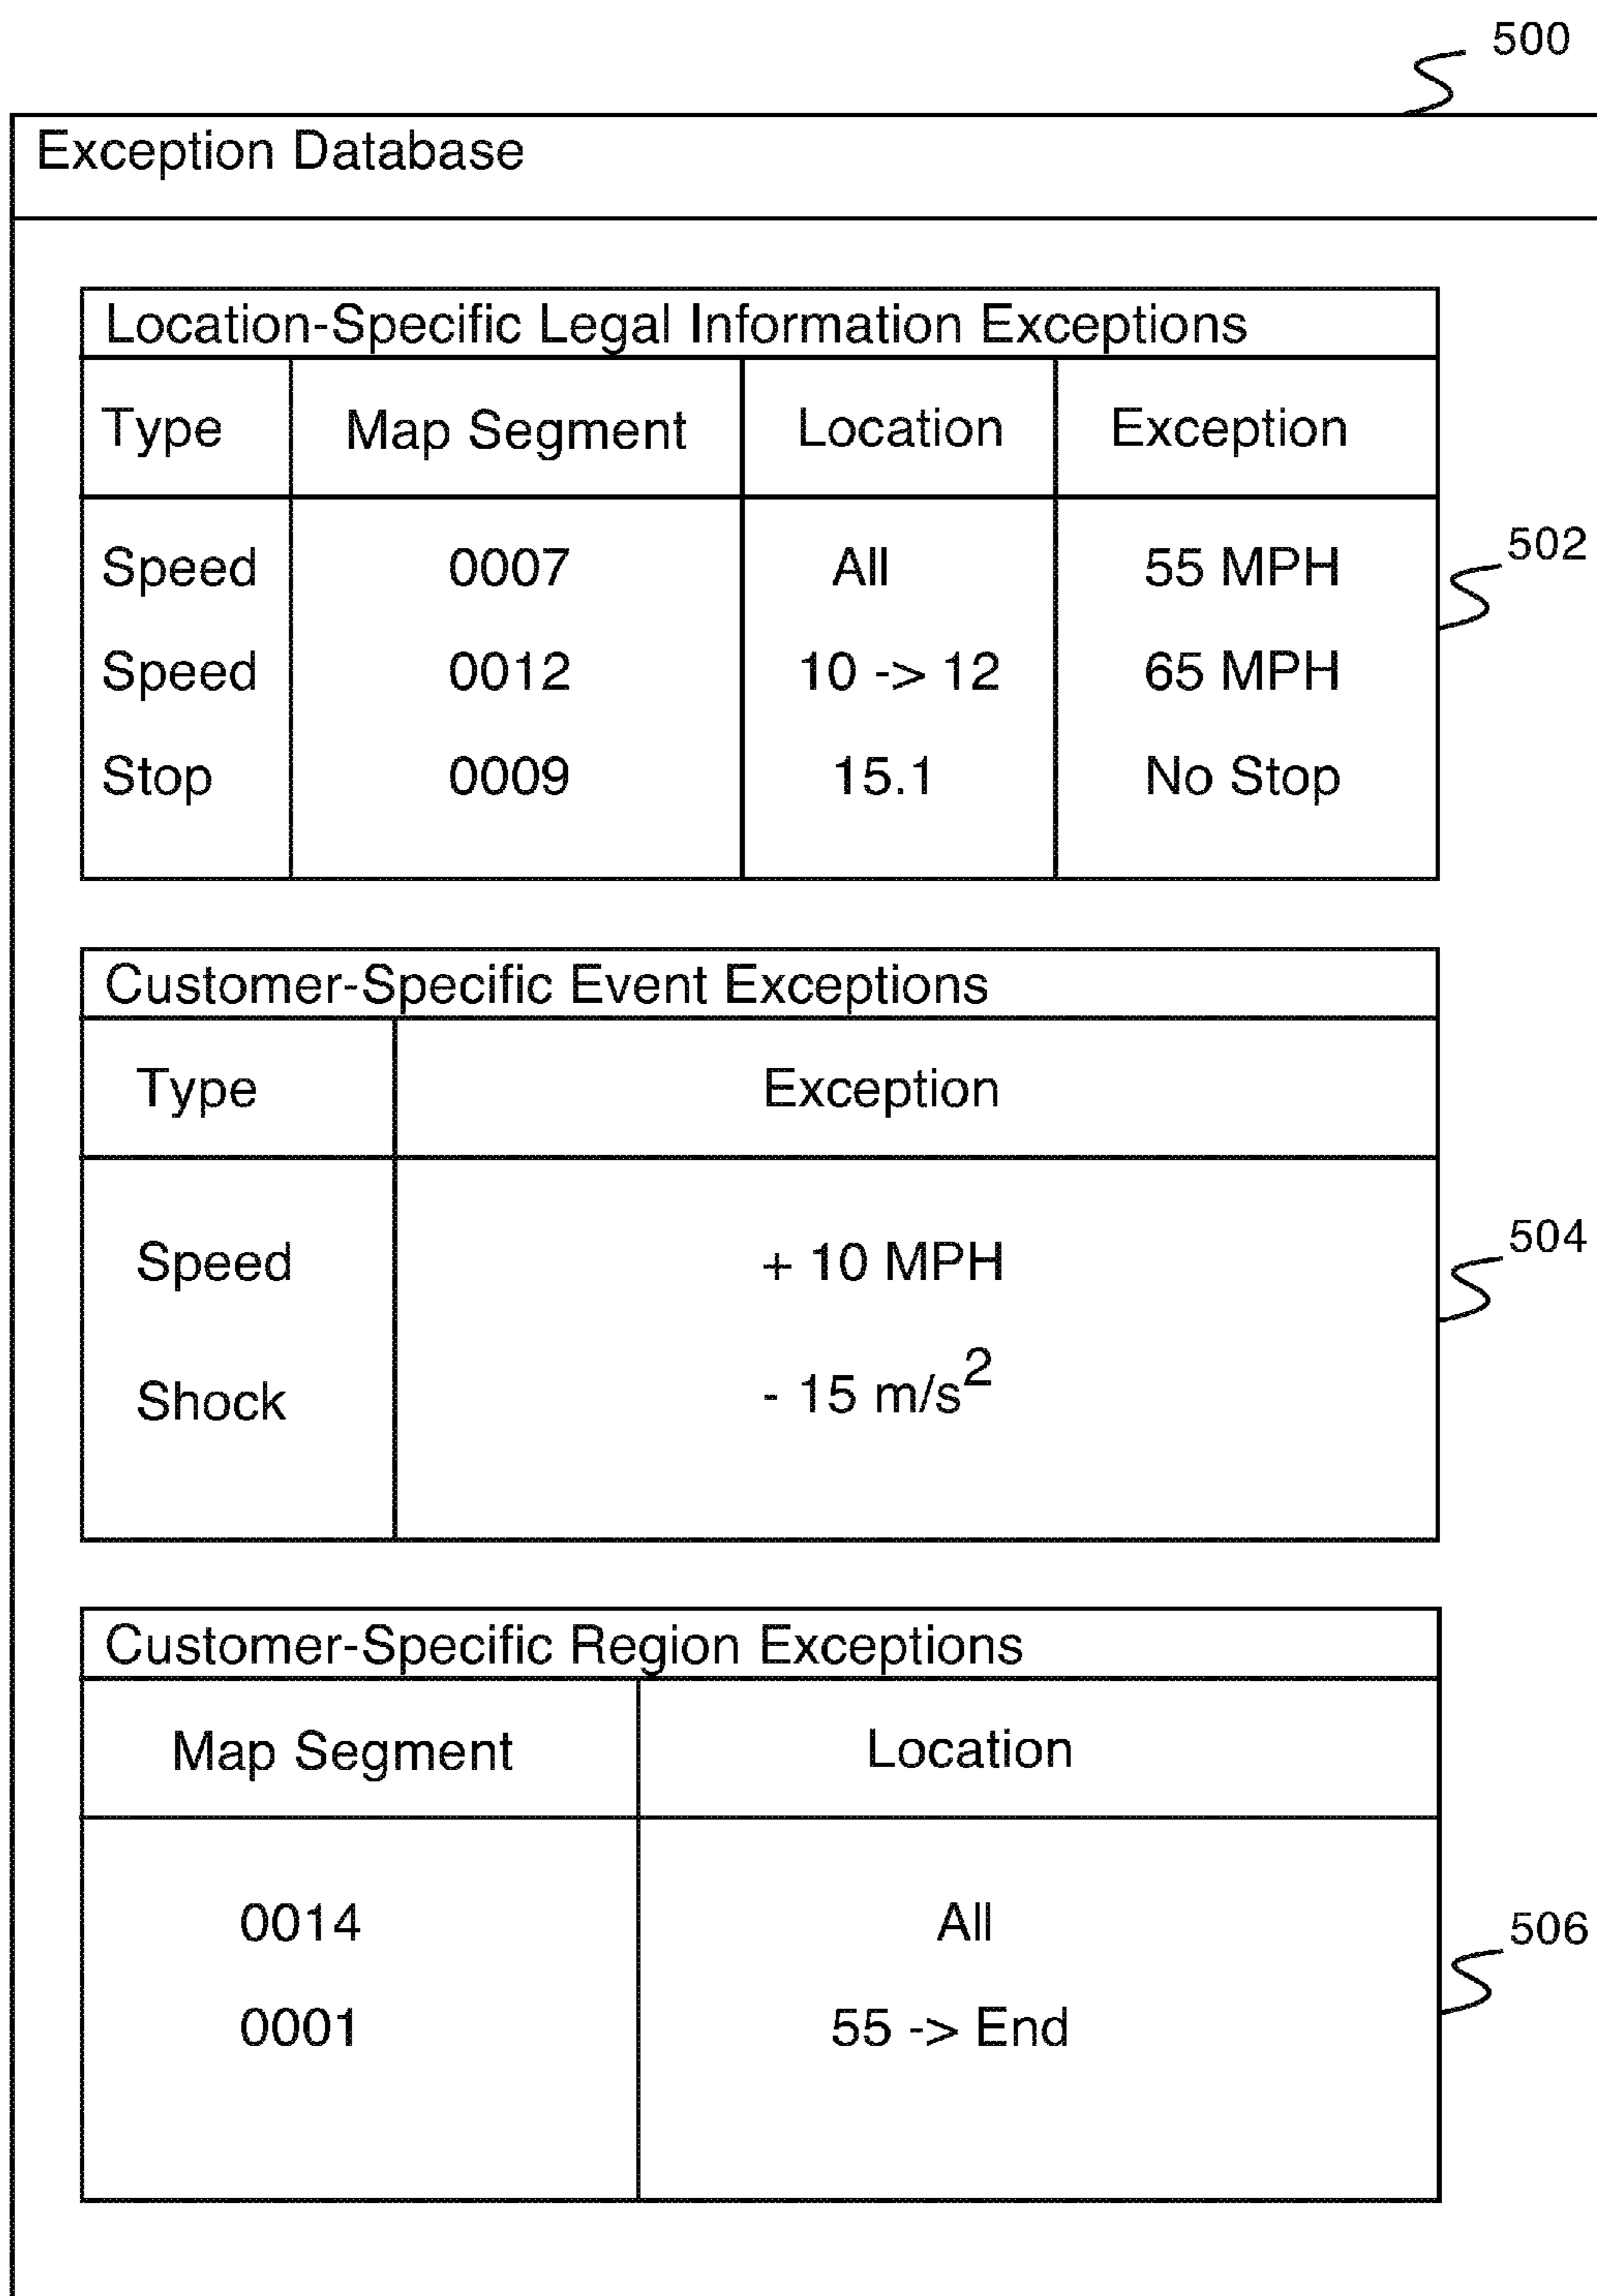 500
Exception Database
Location-Specific Legal Information Exceptions
Type Map Segment Location Exception
Speed 0007 All 55 MPH
502
Speed 0012 10 -> 12 65 MPH
Stop 0009 15.1 No Stop
Customer-Specific Event Exceptions
Type Exception
Speed + 10 MPH
504
Shock - 15 m/s²
Customer-Specific Region Exceptions
Map Segment Location
0014 All
506
0001 55 -> End